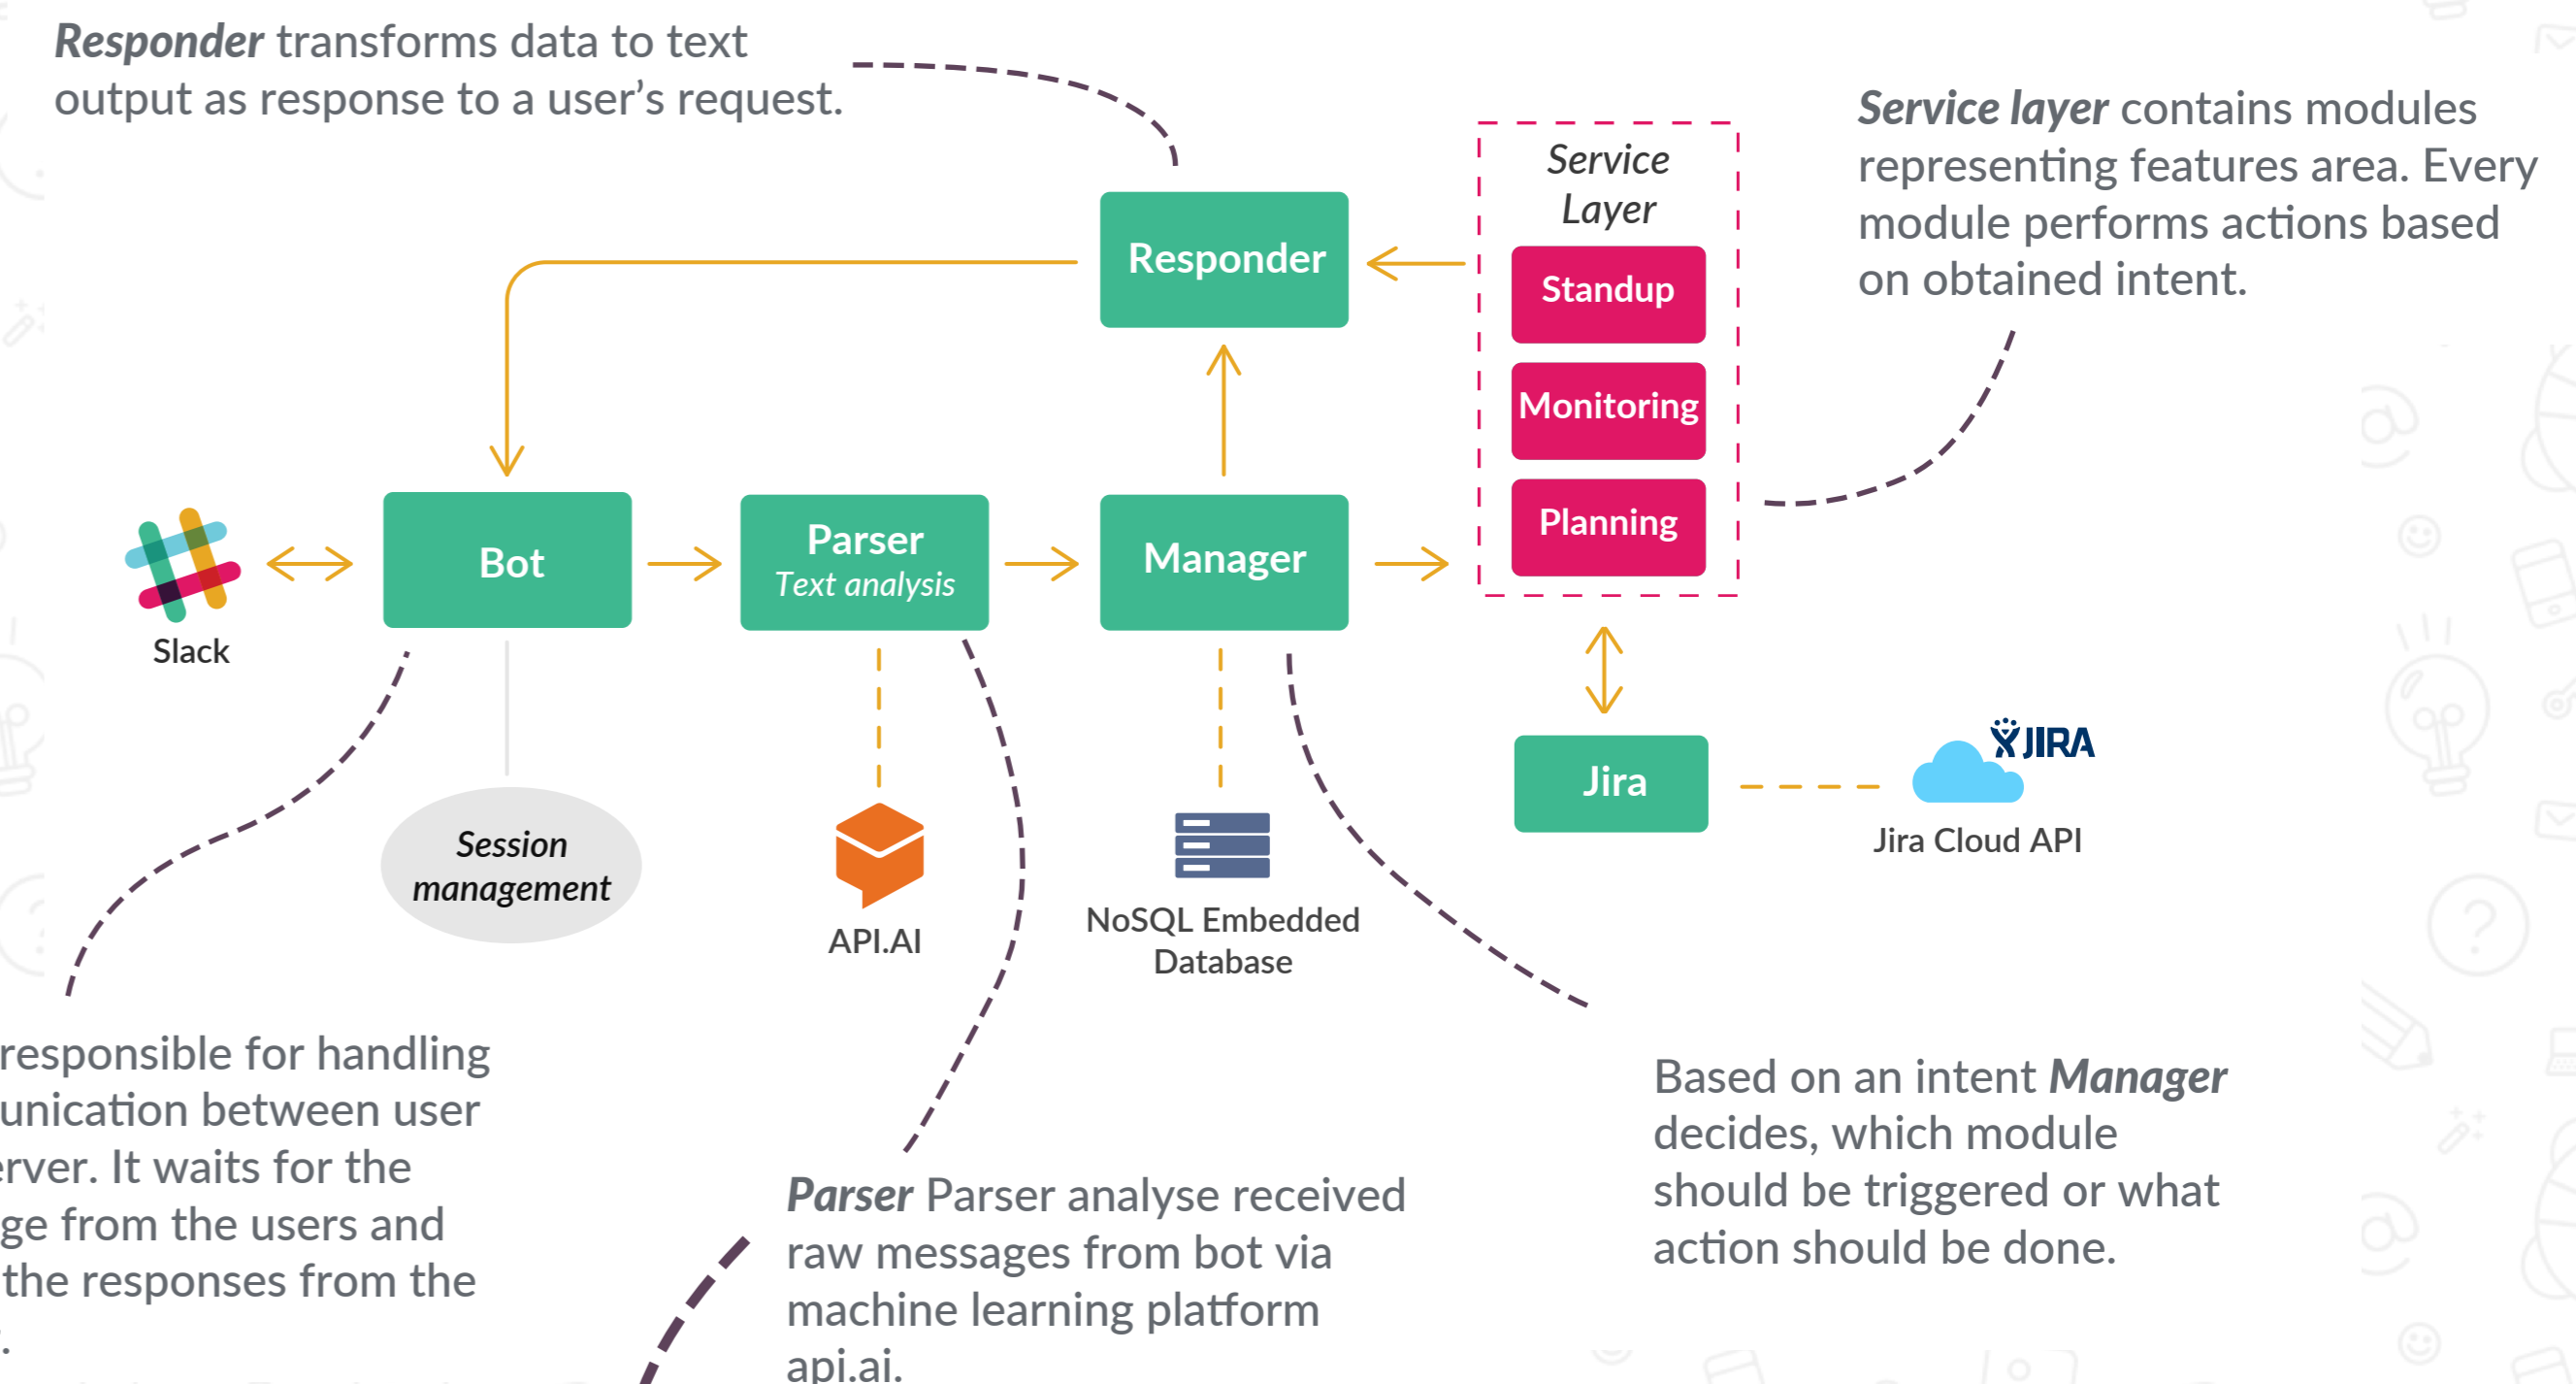 Responder transforms data to text
output as response to a user’s request.
Service layer contains modules
representing features area. Every
module performs actions based
on obtained intent.
Service
Layer
Standup
Monitoring
Planning
Responder
Slack
Bot
Parser
Text analysis
Manager
Session
management
API.AI
NoSQL Embedded
Database
Jira
JIRA
Jira Cloud API
responsible for handling
unication between user
erver. It waits for the
ge from the users and
the responses from the
.
Parser Parser analyse received
raw messages from bot via
machine learning platform
api.ai.
Based on an intent Manager
decides, which module
should be triggered or what
action should be done.